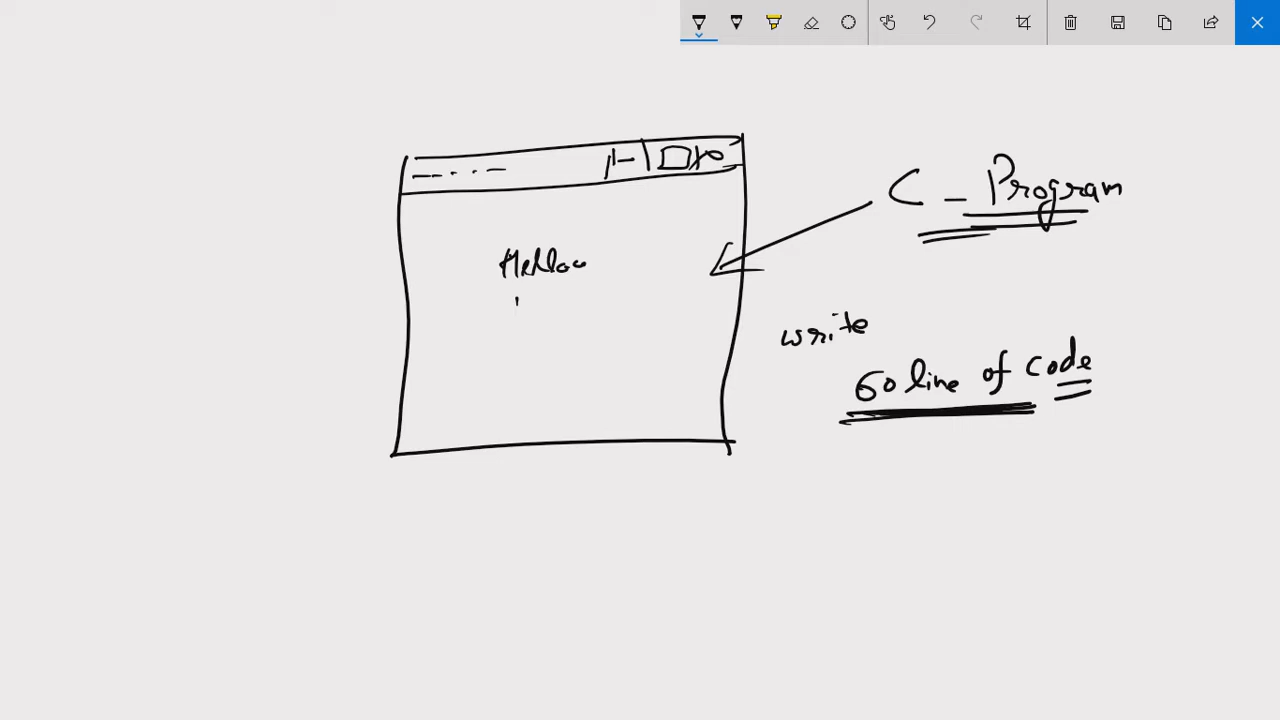 Hello
C - Program
write
60 line of code